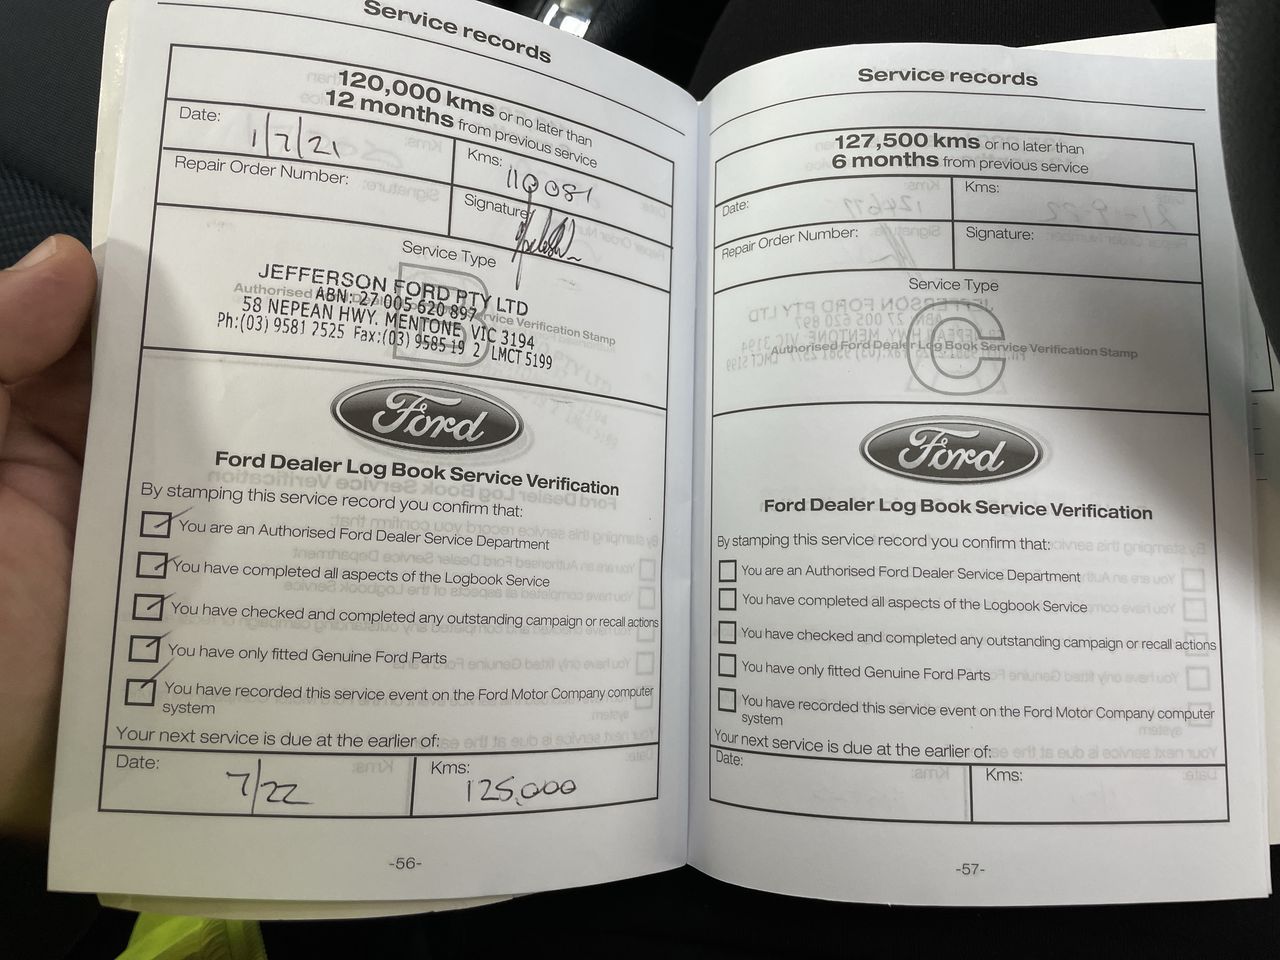 Service records
120,000 kms or no later than
12 months from previous service
Date: 1/7/21
Kms: 110081
Repair Order Number:
Signature:
Service Type
B
Authorised Ford Dealer Log Book Service Verification Stamp
JEFFERSON FORD PTY LTD
ABN: 27 005 620 897
58 NEPEAN HWY. MENTONE, VIC 3194
Ph:(03) 9581 2525 Fax:(03) 9585 19 2 LMCT 5199
Ford
Ford Dealer Log Book Service Verification
By stamping this service record you confirm that:
You are an Authorised Ford Dealer Service Department
You have completed all aspects of the Logbook Service
You have checked and completed any outstanding campaign or recall actions
You have only fitted Genuine Ford Parts
You have recorded this service event on the Ford Motor Company computer
system
Your next service is due at the earlier of:
Date: 7/22
Kms: 125,000
-56-
Service records
127,500 kms or no later than
6 months from previous service
Date:
Kms:
Repair Order Number:
Signature:
Service Type
C
Authorised Ford Dealer Log Book Service Verification Stamp
Ford
Ford Dealer Log Book Service Verification
By stamping this service record you confirm that:
You are an Authorised Ford Dealer Service Department
You have completed all aspects of the Logbook Service
You have checked and completed any outstanding campaign or recall actions
You have only fitted Genuine Ford Parts
You have recorded this service event on the Ford Motor Company computer
system
Your next service is due at the earlier of:
Date:
Kms:
-57-